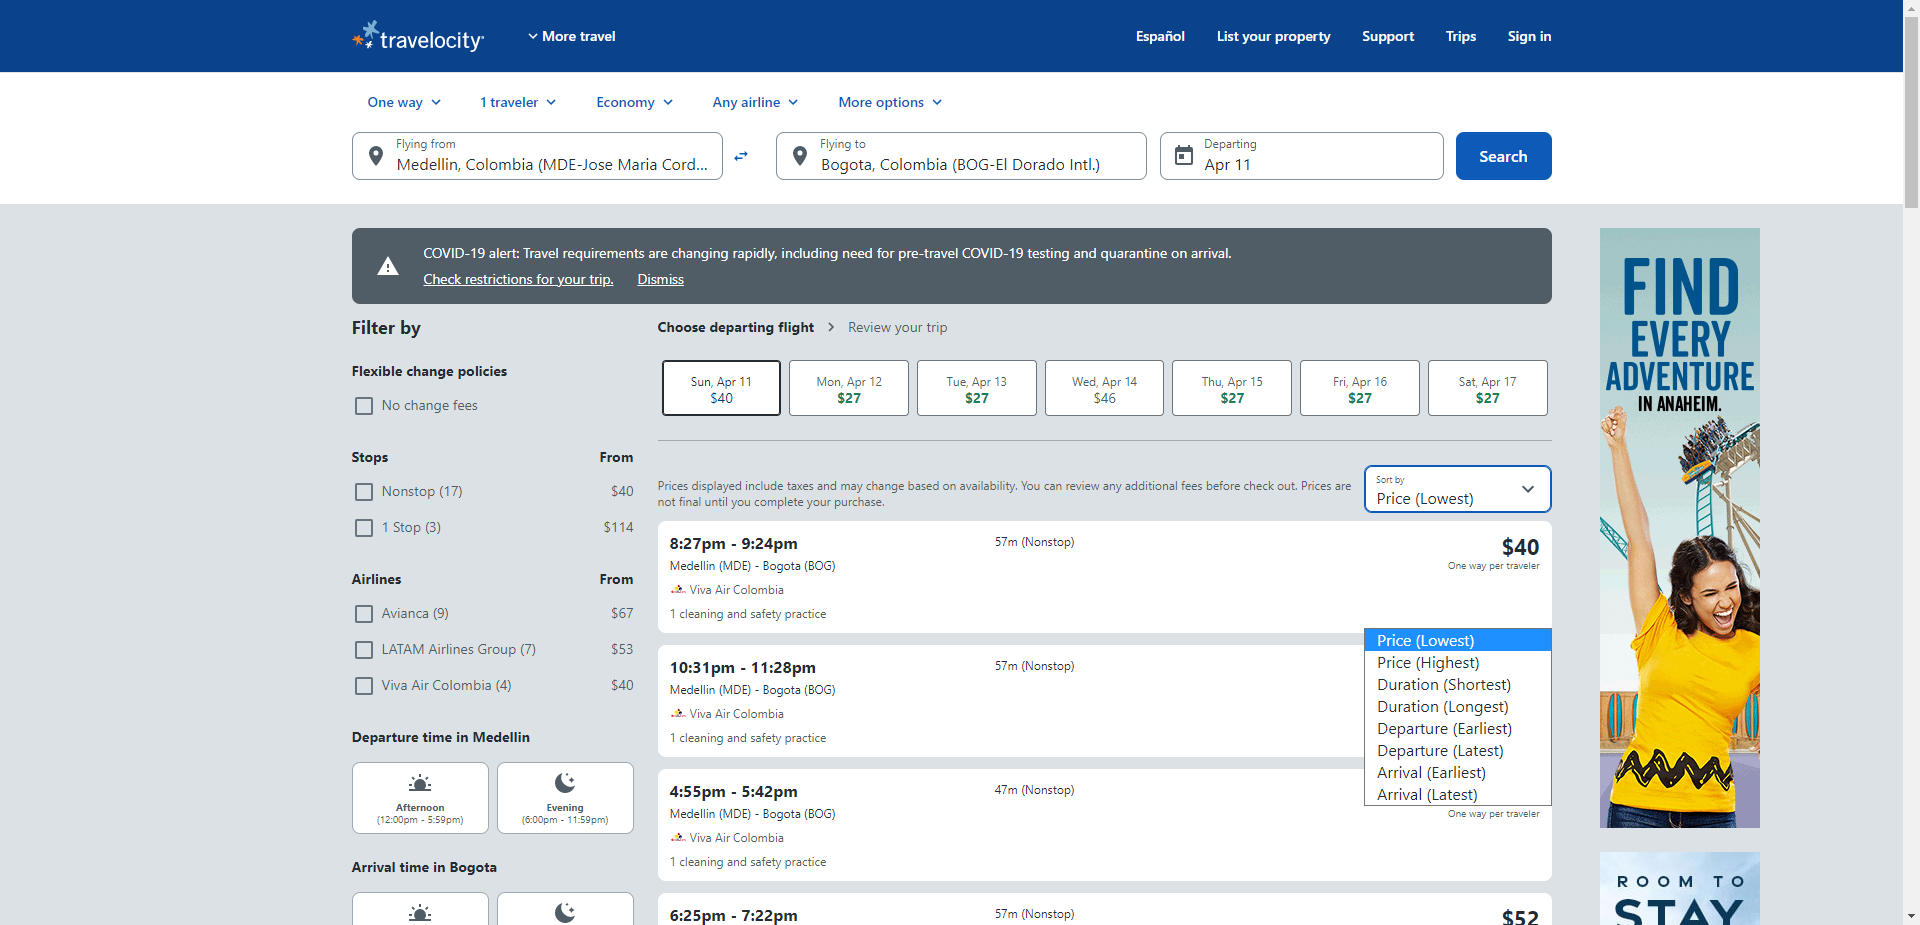 travelocity
More travel
Español
List your property
Support
Trips
Sign in
One way
1 traveler
Economy
Any airline
More options
Flying from
Medellin, Colombia (MDE-Jose Maria Cord...
Flying to
Bogota, Colombia (BOG-El Dorado Intl.)
Departing
Apr 11
Search
COVID-19 alert: Travel requirements are changing rapidly, including need for pre-travel COVID-19 testing and quarantine on arrival.
Check restrictions for your trip.
Dismiss
Filter by
Flexible change policies
No change fees
Stops From
Nonstop (17) $40
1 Stop (3) $114
Airlines From
Avianca (9) $67
LATAM Airlines Group (7) $53
Viva Air Colombia (4) $40
Departure time in Medellin
Afternoon
(12:00pm - 5:59pm)
Evening
(6:00pm - 11:59pm)
Arrival time in Bogota
Choose departing flight
Review your trip
Sun, Apr 11
$40
Mon, Apr 12
$27
Tue, Apr 13
$27
Wed, Apr 14
$46
Thu, Apr 15
$27
Fri, Apr 16
$27
Sat, Apr 17
$27
Prices displayed include taxes and may change based on availability. You can review any additional fees before check out. Prices are
not final until you complete your purchase.
Sort by
Price (Lowest)
8:27pm - 9:24pm
Medellin (MDE) - Bogota (BOG)
Viva Air Colombia
1 cleaning and safety practice
57m (Nonstop)
$40
One way per traveler
10:31pm - 11:28pm
Medellin (MDE) - Bogota (BOG)
Viva Air Colombia
1 cleaning and safety practice
57m (Nonstop)
Price (Lowest)
Price (Highest)
Duration (Shortest)
Duration (Longest)
Departure (Earliest)
Departure (Latest)
Arrival (Earliest)
Arrival (Latest)
4:55pm - 5:42pm
Medellin (MDE) - Bogota (BOG)
Viva Air Colombia
1 cleaning and safety practice
47m (Nonstop)
One way per traveler
6:25pm - 7:22pm
57m (Nonstop)
$52
FIND
EVERY
ADVENTURE
IN ANAHEIM.
ROOM TO
STAY